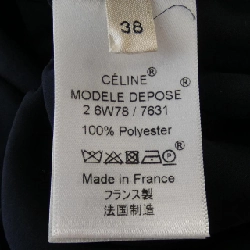 38
CÉLINE®
MODELE DEPOSE®
2 6W78 / 7631
100% Polyester
Made in France
フランス製
法国制造